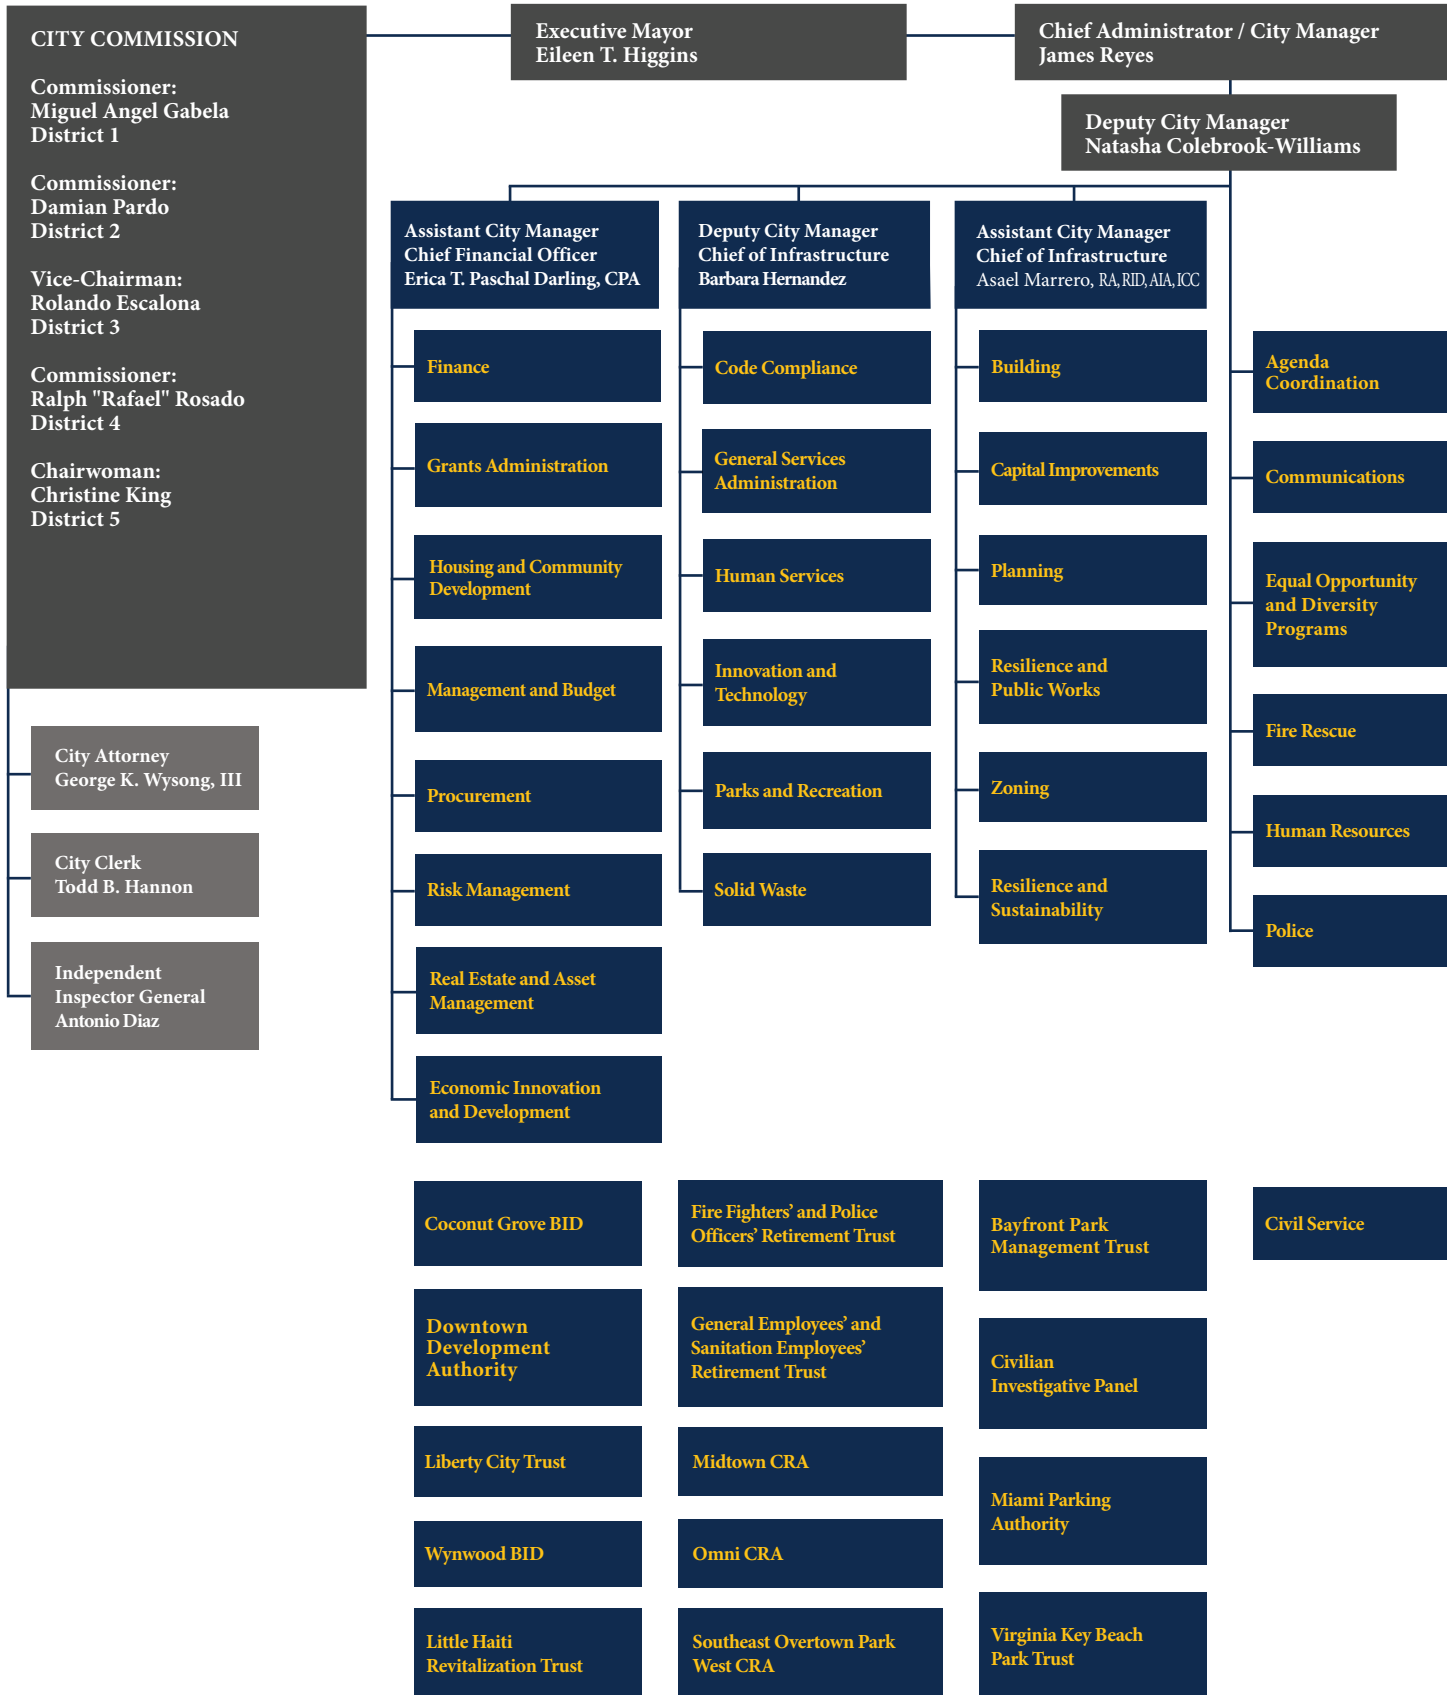 CITY COMMISSION
Commissioner:
Miguel Angel Gabela
District 1
Commissioner:
Damian Pardo
District 2
Vice-Chairman:
Rolando Escalona
District 3
Commissioner:
Ralph "Rafael" Rosado
District 4
Chairwoman:
Christine King
District 5
Executive Mayor
Eileen T. Higgins
Chief Administrator / City Manager
James Reyes
Deputy City Manager
Natasha Colebrook-Williams
City Attorney
George K. Wysong, III
City Clerk
Todd B. Hannon
Independent
Inspector General
Antonio Diaz
Assistant City Manager
Chief Financial Officer
Erica T. Paschal Darling, CPA
Finance
Grants Administration
Housing and Community
Development
Management and Budget
Procurement
Risk Management
Real Estate and Asset
Management
Economic Innovation
and Development
Deputy City Manager
Chief of Infrastructure
Barbara Hernandez
Code Compliance
General Services
Administration
Human Services
Innovation and
Technology
Parks and Recreation
Solid Waste
Assistant City Manager
Chief of Infrastructure
Asael Marrero, RA, RID, AIA, ICC
Building
Capital Improvements
Planning
Resilience and
Public Works
Zoning
Resilience and
Sustainability
Agenda
Coordination
Communications
Equal Opportunity
and Diversity
Programs
Fire Rescue
Human Resources
Police
Coconut Grove BID
Downtown
Development
Authority
Liberty City Trust
Wynwood BID
Little Haiti
Revitalization Trust
Fire Fighters’ and Police
Officers’ Retirement Trust
General Employees’ and
Sanitation Employees’
Retirement Trust
Midtown CRA
Omni CRA
Southeast Overtown Park
West CRA
Bayfront Park
Management Trust
Civilian
Investigative Panel
Miami Parking
Authority
Virginia Key Beach
Park Trust
Civil Service